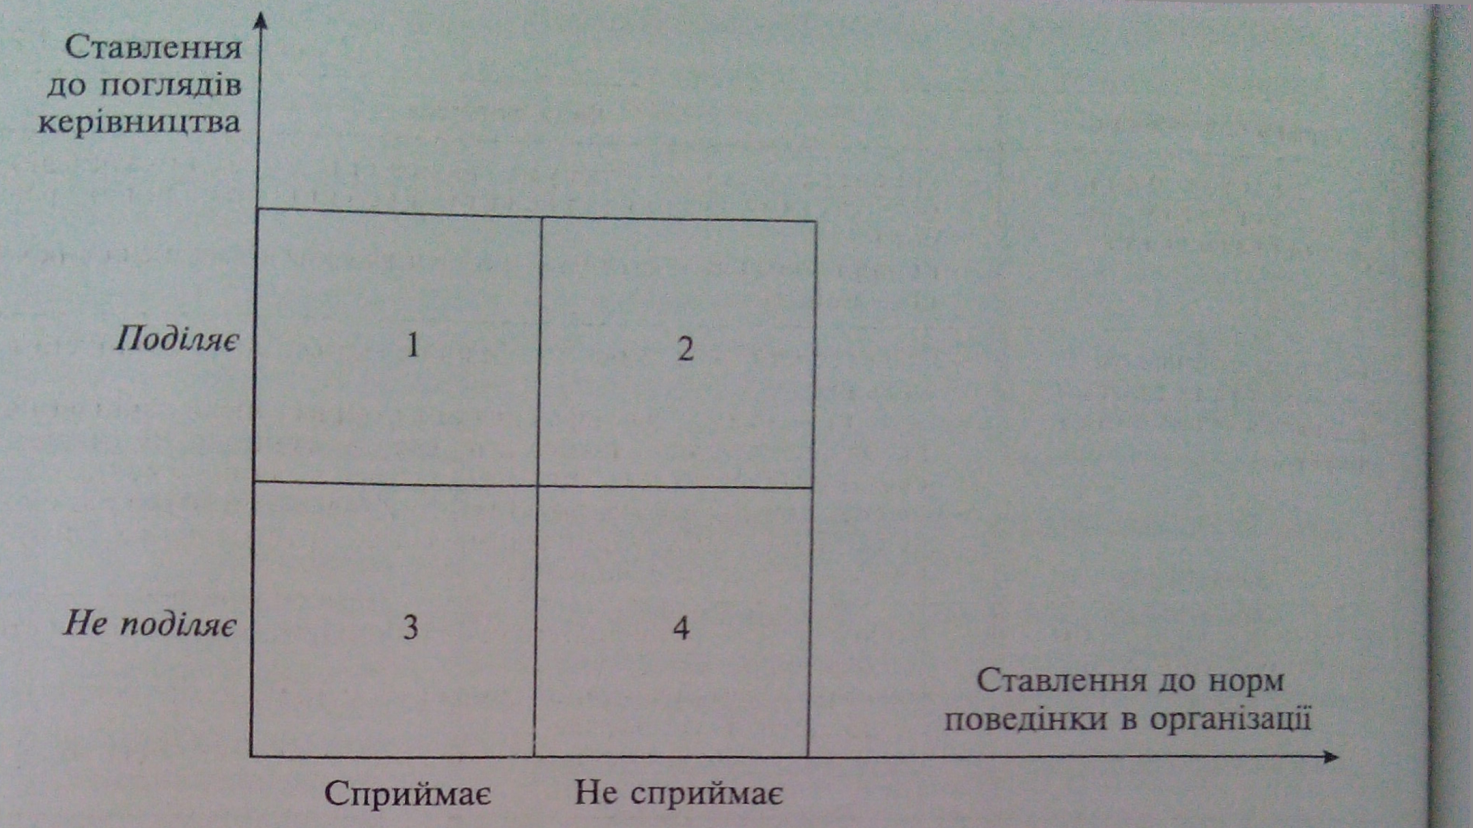 Ставлення
до поглядів
керівництва
Поділяє
1
2
Не поділяє
3
4
Ставлення до норм
поведінки в організації
Сприймає
Не сприймає